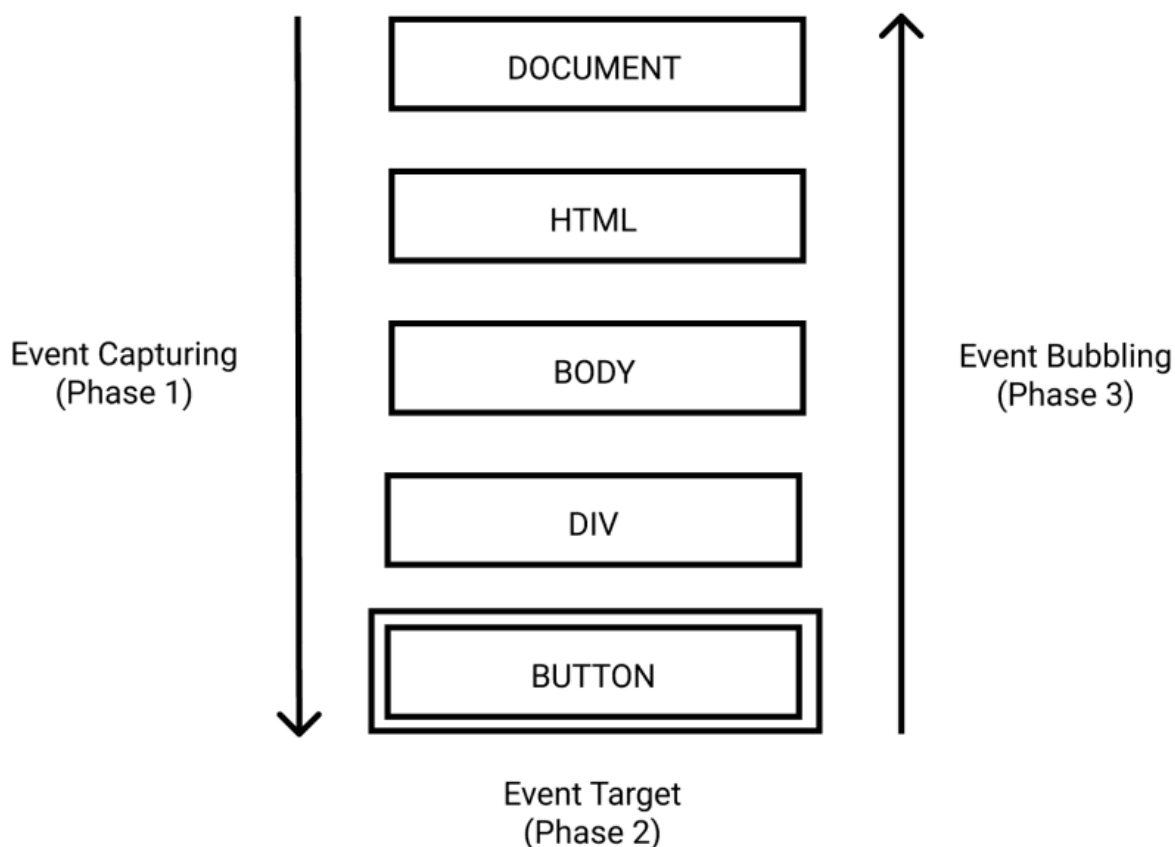 DOCUMENT
HTML
Event Capturing
(Phase 1)
BODY
Event Bubbling
(Phase 3)
DIV
BUTTON
Event Target
(Phase 2)